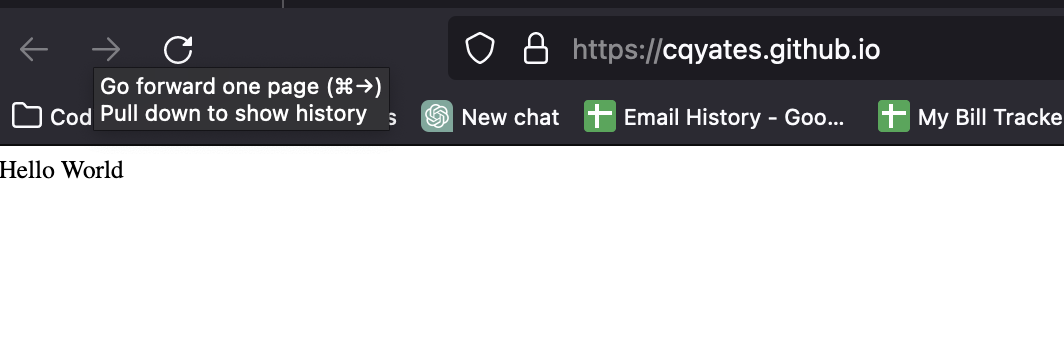 https://cqyates.github.io
Go forward one page (⌘→)
Pull down to show history
Cod
s
New chat
Email History - Goo...
My Bill Tracke
Hello World